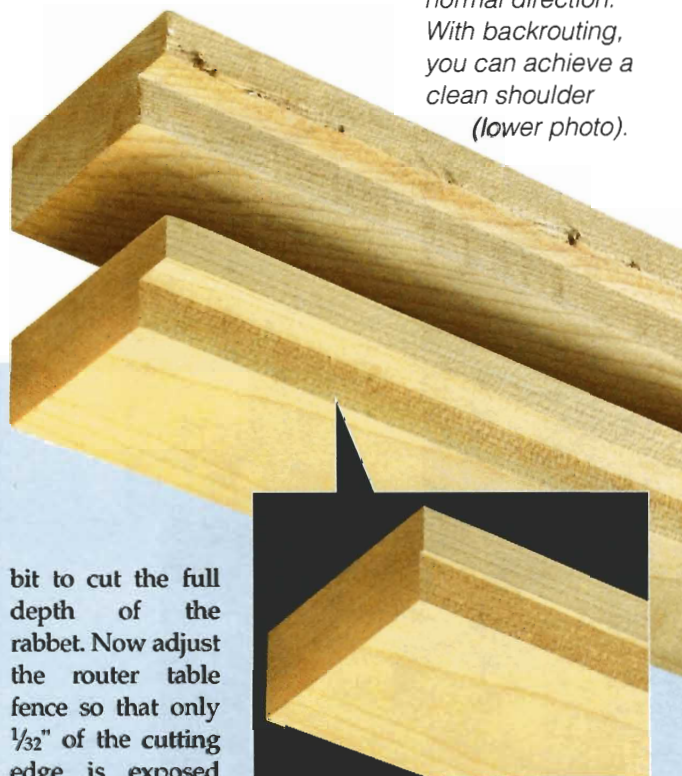 normal direction.
With backrouting,
you can achieve a
clean shoulder
(lower photo).
bit to cut the full
depth of the
rabbet. Now adjust
the router table
fence so that only
1/32" of the cutting
edge is exposed